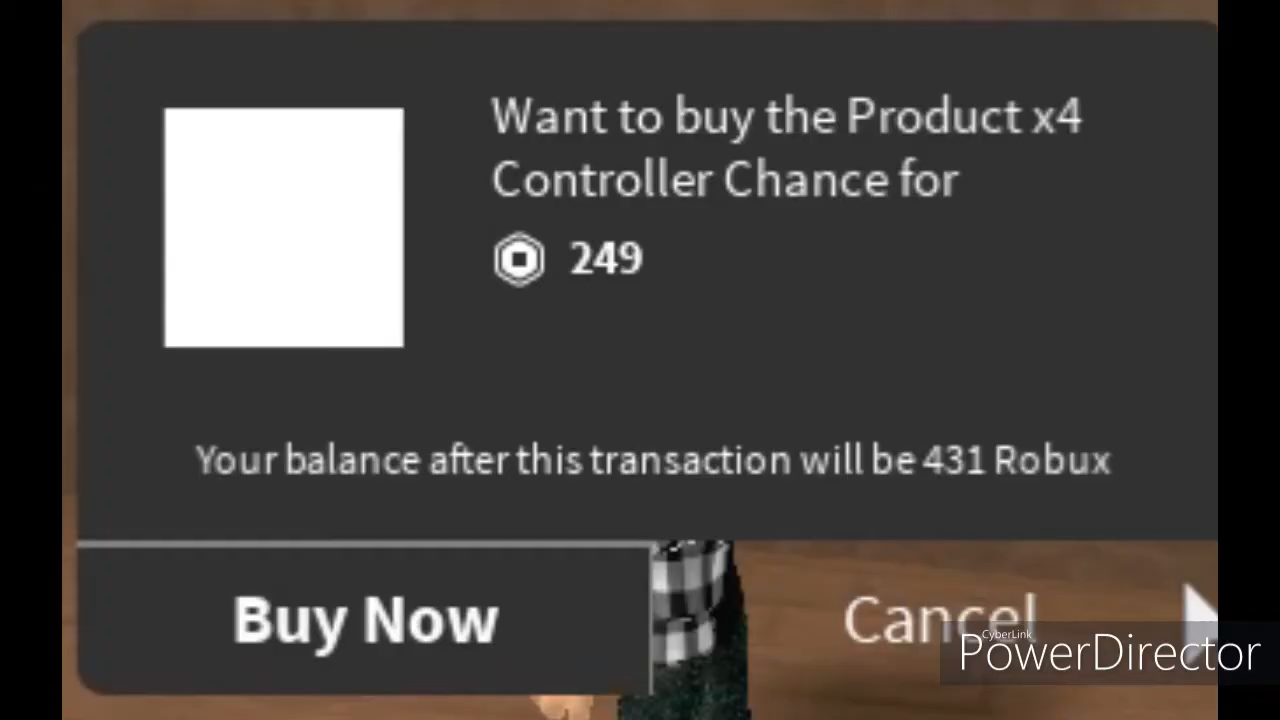 Want to buy the Product x4
Controller Chance for
249
Your balance after this transaction will be 431 Robux
Buy Now
Cancel
CyberLink
PowerDirector